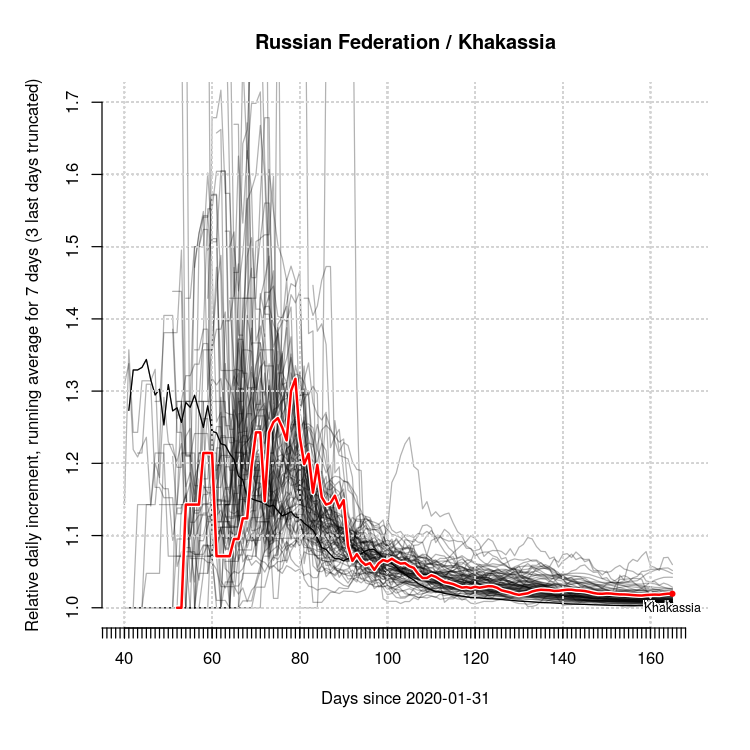 Russian Federation / Khakassia
Relative daily increment, running average for 7 days (3 last days truncated)
1.7
1.6
1.5
1.4
1.3
1.2
1.1
1.0
Khakassia
40 60 80 100 120 140 160
Days since 2020-01-31